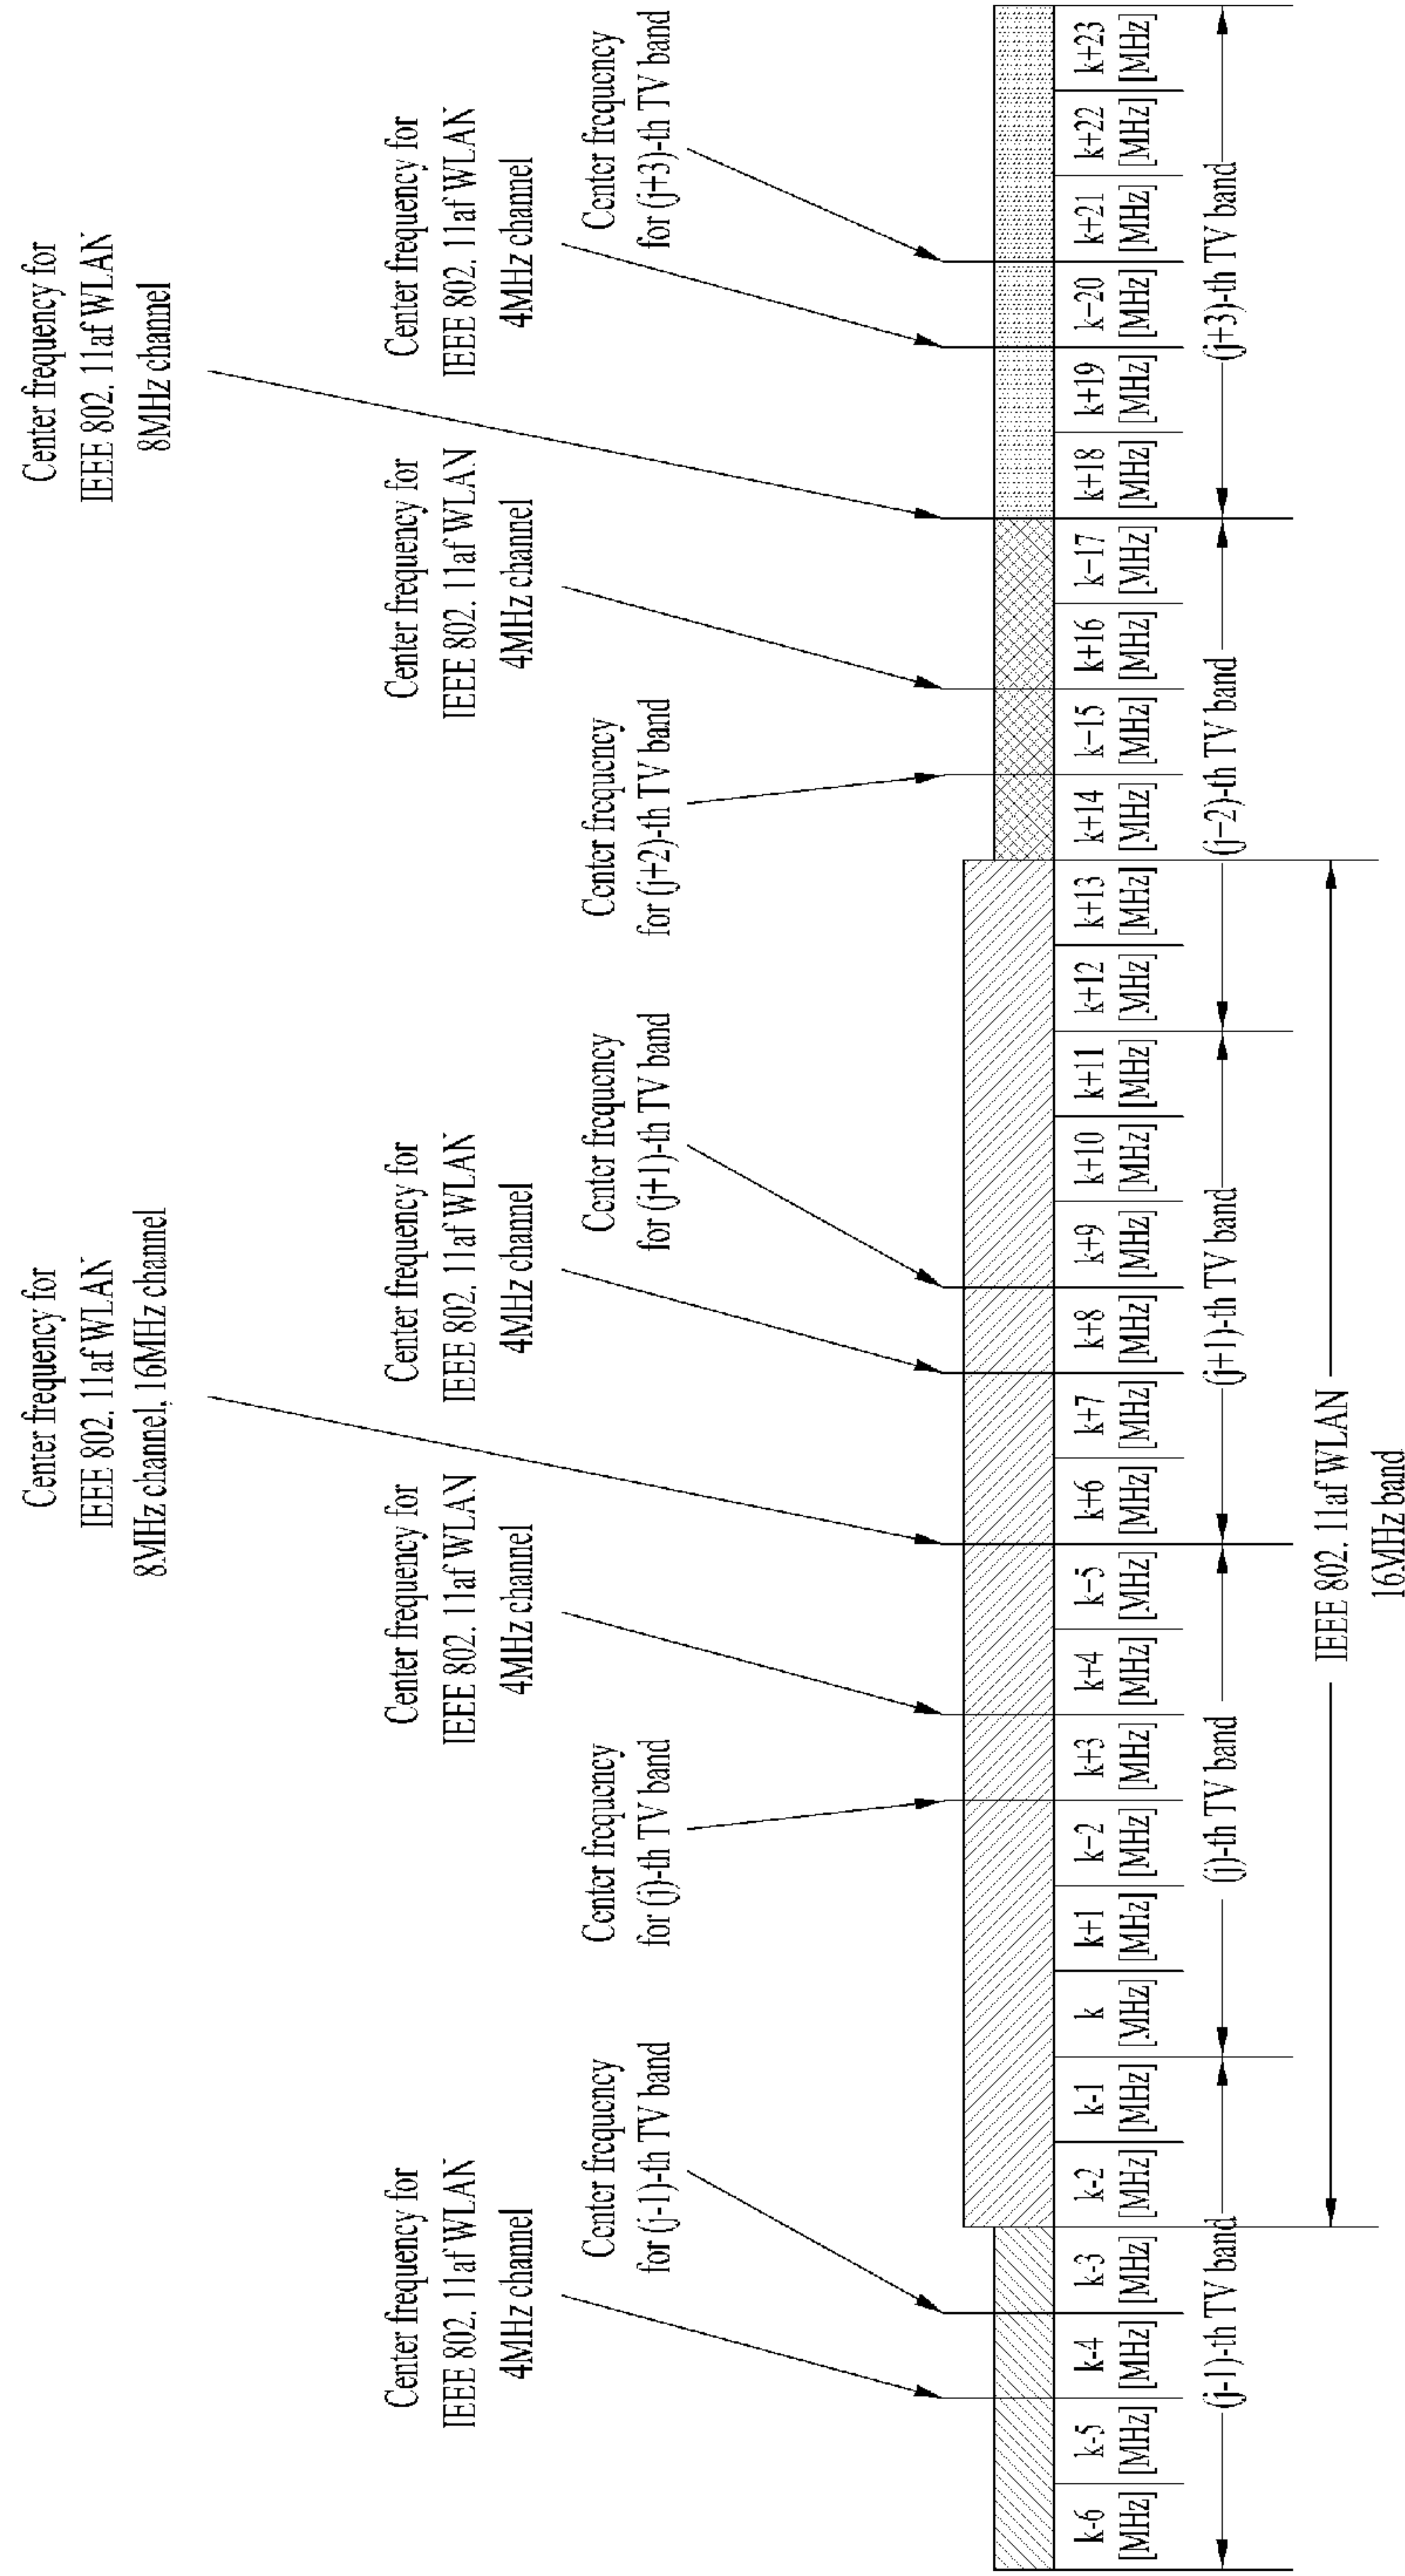 Center frequency for
IEEE 802. 11af WLAN
8MHz channel, 16MHz channel
Center frequency for
IEEE 802. 11af WLAN
8MHz channel
Center frequency for
IEEE 802. 11af WLAN
4MHz channel
Center frequency for
IEEE 802. 11af WLAN
4MHz channel
Center frequency for
IEEE 802. 11af WLAN
4MHz channel
Center frequency for
IEEE 802. 11af WLAN
4MHz channel
Center frequency for
IEEE 802. 11af WLAN
4MHz channel
Center frequency
for (j-1)-th TV band
Center frequency
for (j)-th TV band
Center frequency
for (j+1)-th TV band
Center frequency
for (j+2)-th TV band
Center frequency
for (j+3)-th TV band
k-6 k-5 k-4 k-3 k-2 k-1 k k+1 k-2 k+3 k+4 k-5 k+6 k+7 k+8 k+9 k+10 k+11 k+12 k+13 k+14 k-15 k+16 k-17 k+18 k+19 k-20 k+21 k+22 k+23
[MHz] [MHz] [MHz] [MHz] [MHz] [MHz] [MHz] [MHz] [MHz] [MHz] [MHz] [MHz] [MHz] [MHz] [MHz] [MHz] [MHz] [MHz] [MHz] [MHz] [MHz] [MHz] [MHz] [MHz] [MHz] [MHz] [MHz] [MHz] [MHz] [MHz]
(j-1)-th TV band (j)-th TV band (j+1)-th TV band (j-2)-th TV band (j+3)-th TV band
IEEE 802. 11af WLAN
16MHz band